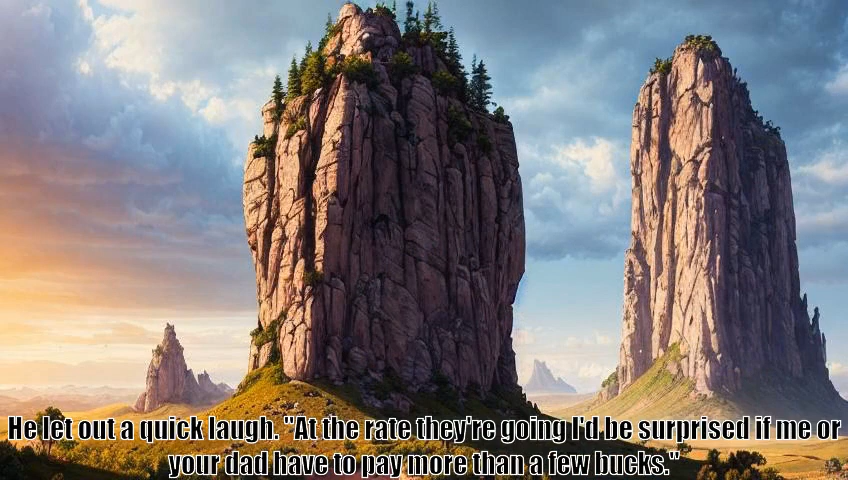 He let out a quick laugh. "At the rate they're going I'd be surprised if me or
your dad have to pay more than a few bucks."